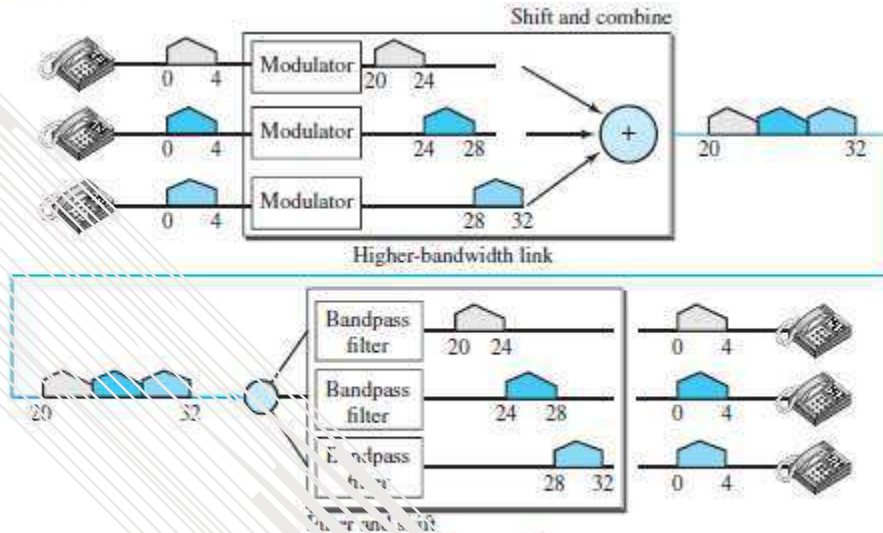 Shift and combine
0 4 Modulator 20 24
0 4 Modulator 24 28 + 20 32
0 4 Modulator 28 32
Higher-bandwidth link
Bandpass
filter
20 24 0 4
20 32
Bandpass
filter
24 28 0 4
Bandpass
28 32 0 4